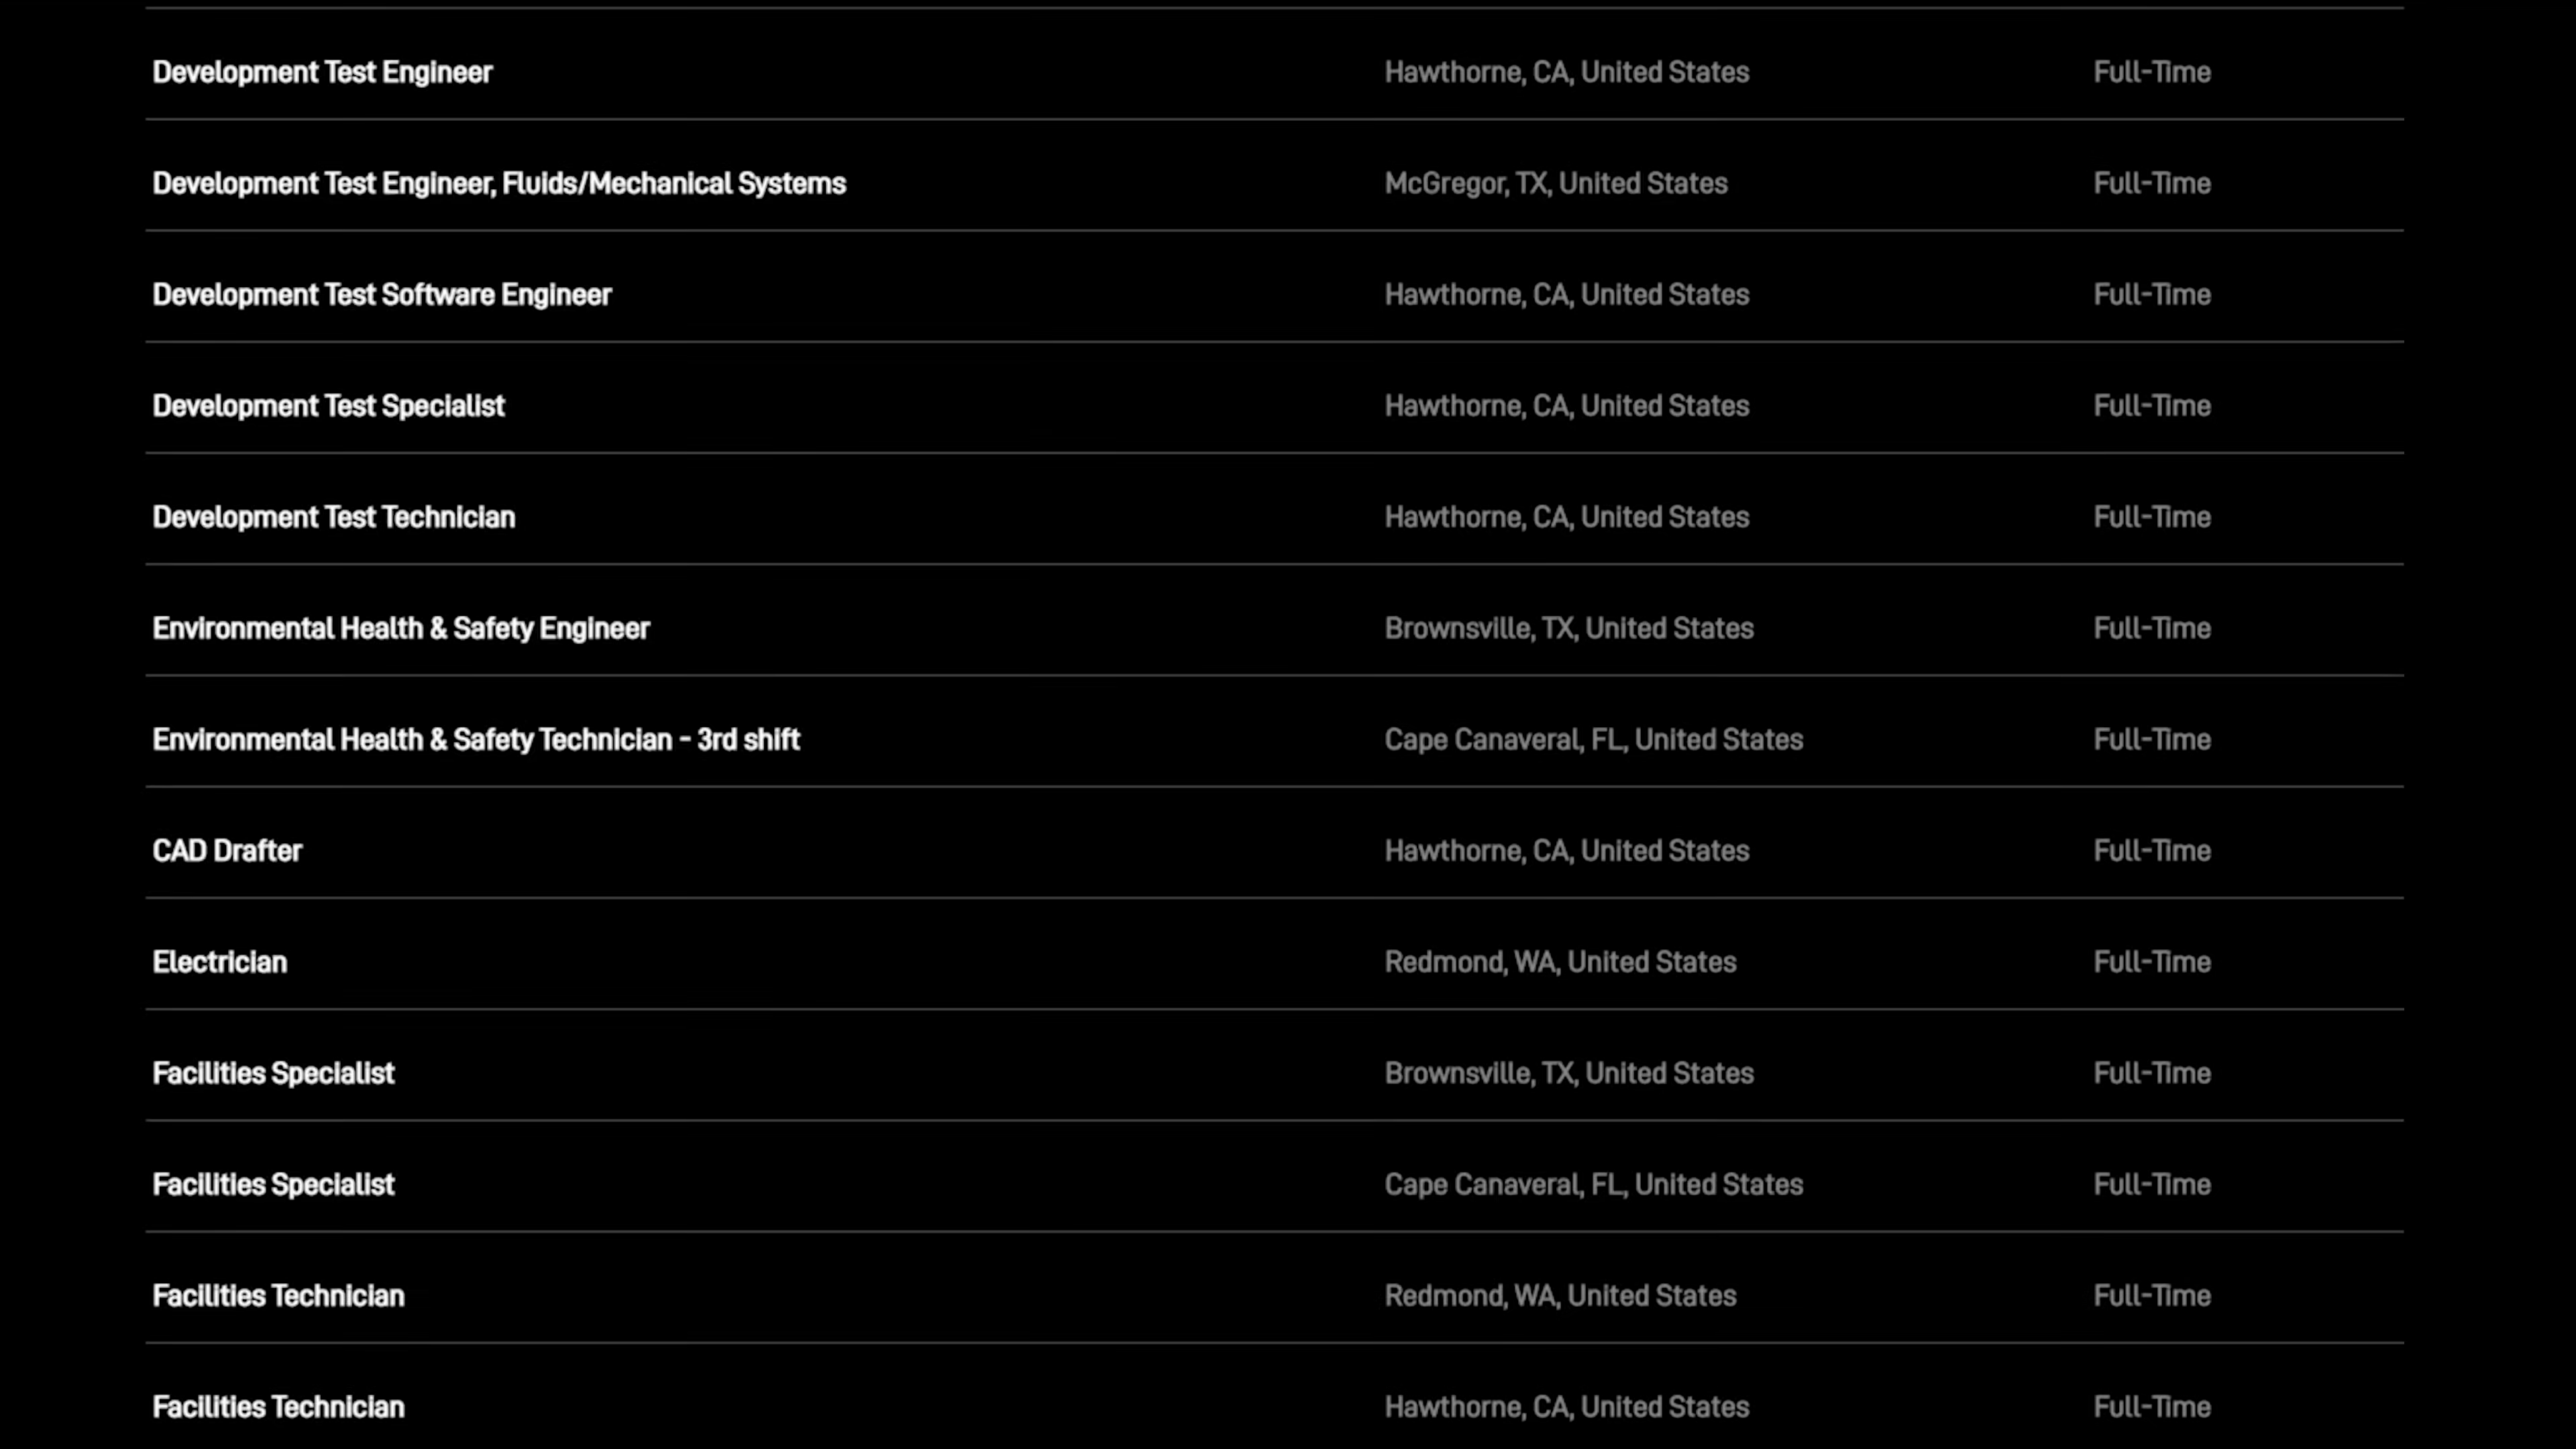 Development Test Engineer Hawthorne, CA, United States Full-Time
Development Test Engineer, Fluids/Mechanical Systems McGregor, TX, United States Full-Time
Development Test Software Engineer Hawthorne, CA, United States Full-Time
Development Test Specialist Hawthorne, CA, United States Full-Time
Development Test Technician Hawthorne, CA, United States Full-Time
Environmental Health & Safety Engineer Brownsville, TX, United States Full-Time
Environmental Health & Safety Technician - 3rd shift Cape Canaveral, FL, United States Full-Time
CAD Drafter Hawthorne, CA, United States Full-Time
Electrician Redmond, WA, United States Full-Time
Facilities Specialist Brownsville, TX, United States Full-Time
Facilities Specialist Cape Canaveral, FL, United States Full-Time
Facilities Technician Redmond, WA, United States Full-Time
Facilities Technician Hawthorne, CA, United States Full-Time